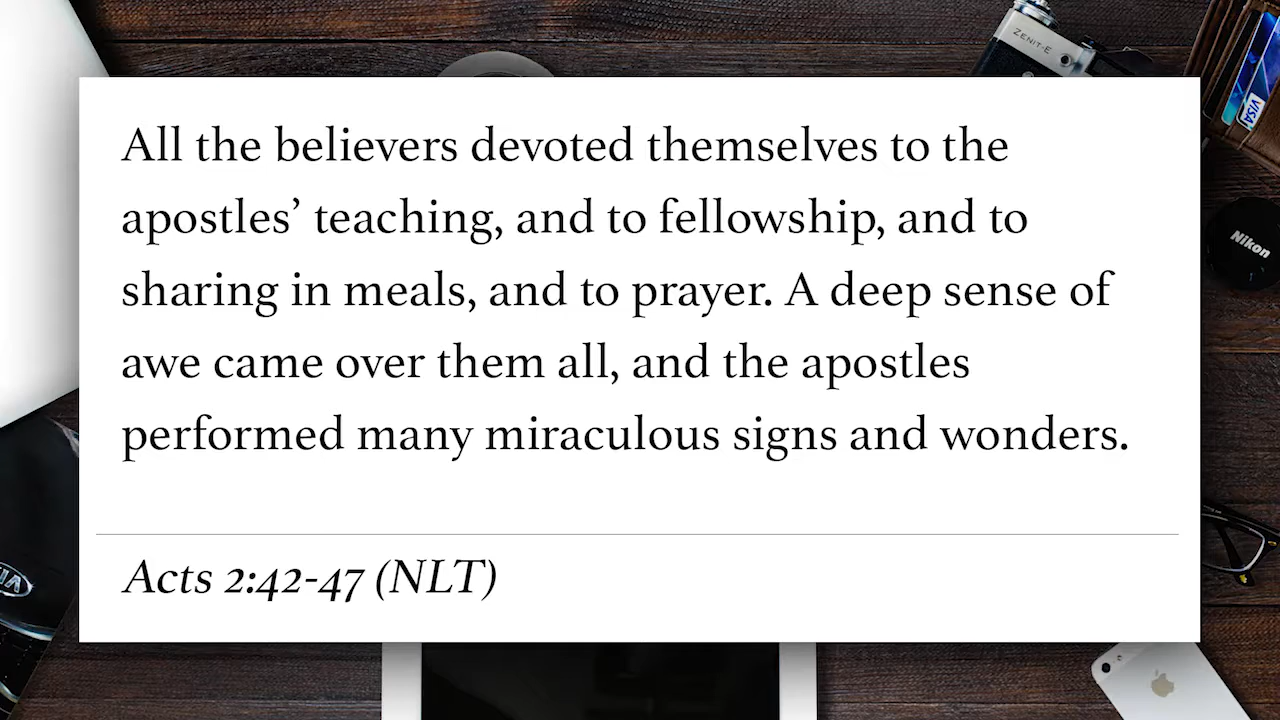 ZENIT-E
VISA
All the believers devoted themselves to the
apostles’ teaching, and to fellowship, and to
Nikon
sharing in meals, and to prayer. A deep sense of
awe came over them all, and the apostles
performed many miraculous signs and wonders.
Acts 2:42-47 (NLT)